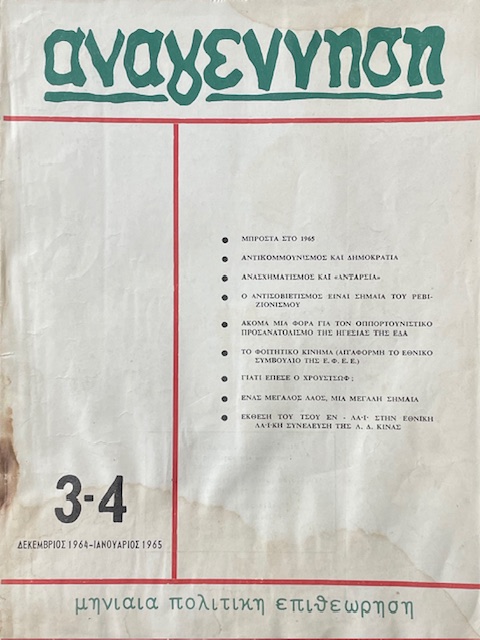 αναγεννηση
ΜΠΡΟΣΤΑ ΣΤΟ 1965
ΑΝΤΙΚΟΜΜΟΥΝΙΣΜΟΣ ΚΑΙ ΔΗΜΟΚΡΑΤΙΑ
ΑΝΑΣΧΗΜΑΤΙΣΜΟΣ ΚΑΙ «ΑΝΤΑΡΣΙΑ»
Ο ΑΝΤΙΣΟΒΙΕΤΙΣΜΟΣ ΕΙΝΑΙ ΣΗΜΑΙΑ ΤΟΥ ΡΕΒΙ-
ΖΙΟΝΙΣΜΟΥ
ΑΚΟΜΑ ΜΙΑ ΦΟΡΑ ΓΙΑ ΤΟΝ ΟΠΠΟΡΤΟΥΝΙΣΤΙΚΟ
ΠΡΟΣΑΝΑΤΟΛΙΣΜΟ ΤΗΣ ΗΓΕΣΙΑΣ ΤΗΣ ΕΔΑ
ΤΟ ΦΟΙΤΗΤΙΚΟ ΚΙΝΗΜΑ (ΑΓΓΑΦΟΡΜΗ ΤΟ ΕΘΝΙΚΟ
ΣΥΜΒΟΥΛΙΟ ΤΗΣ Ε.Φ.Ε.Ε.)
ΓΙΑΤΙ ΕΠΕΣΕ Ο ΧΡΟΥΣΤΣΩΦ;
ΕΝΑΣ ΜΕΓΑΛΟΣ ΛΑΟΣ, ΜΙΑ ΜΕΓΑΛΗ ΣΗΜΑΙΑ
ΕΚΘΕΣΗ ΤΟΥ ΤΣΟΥ ΕΝ - ΛΑ·Ι· ΣΤΗΝ ΕΘΝΙΚΗ
ΛΑ·Ι·ΚΗ ΣΥΝΕΛΕΥΣΗ ΤΗΣ Λ. Δ. ΚΙΝΑΣ
3-4
ΔΕΚΕΜΒΡΙΟΣ 1964-ΙΑΝΟΥΑΡΙΟΣ 1965
μηνιαια πολιτικη επιθεωρηση